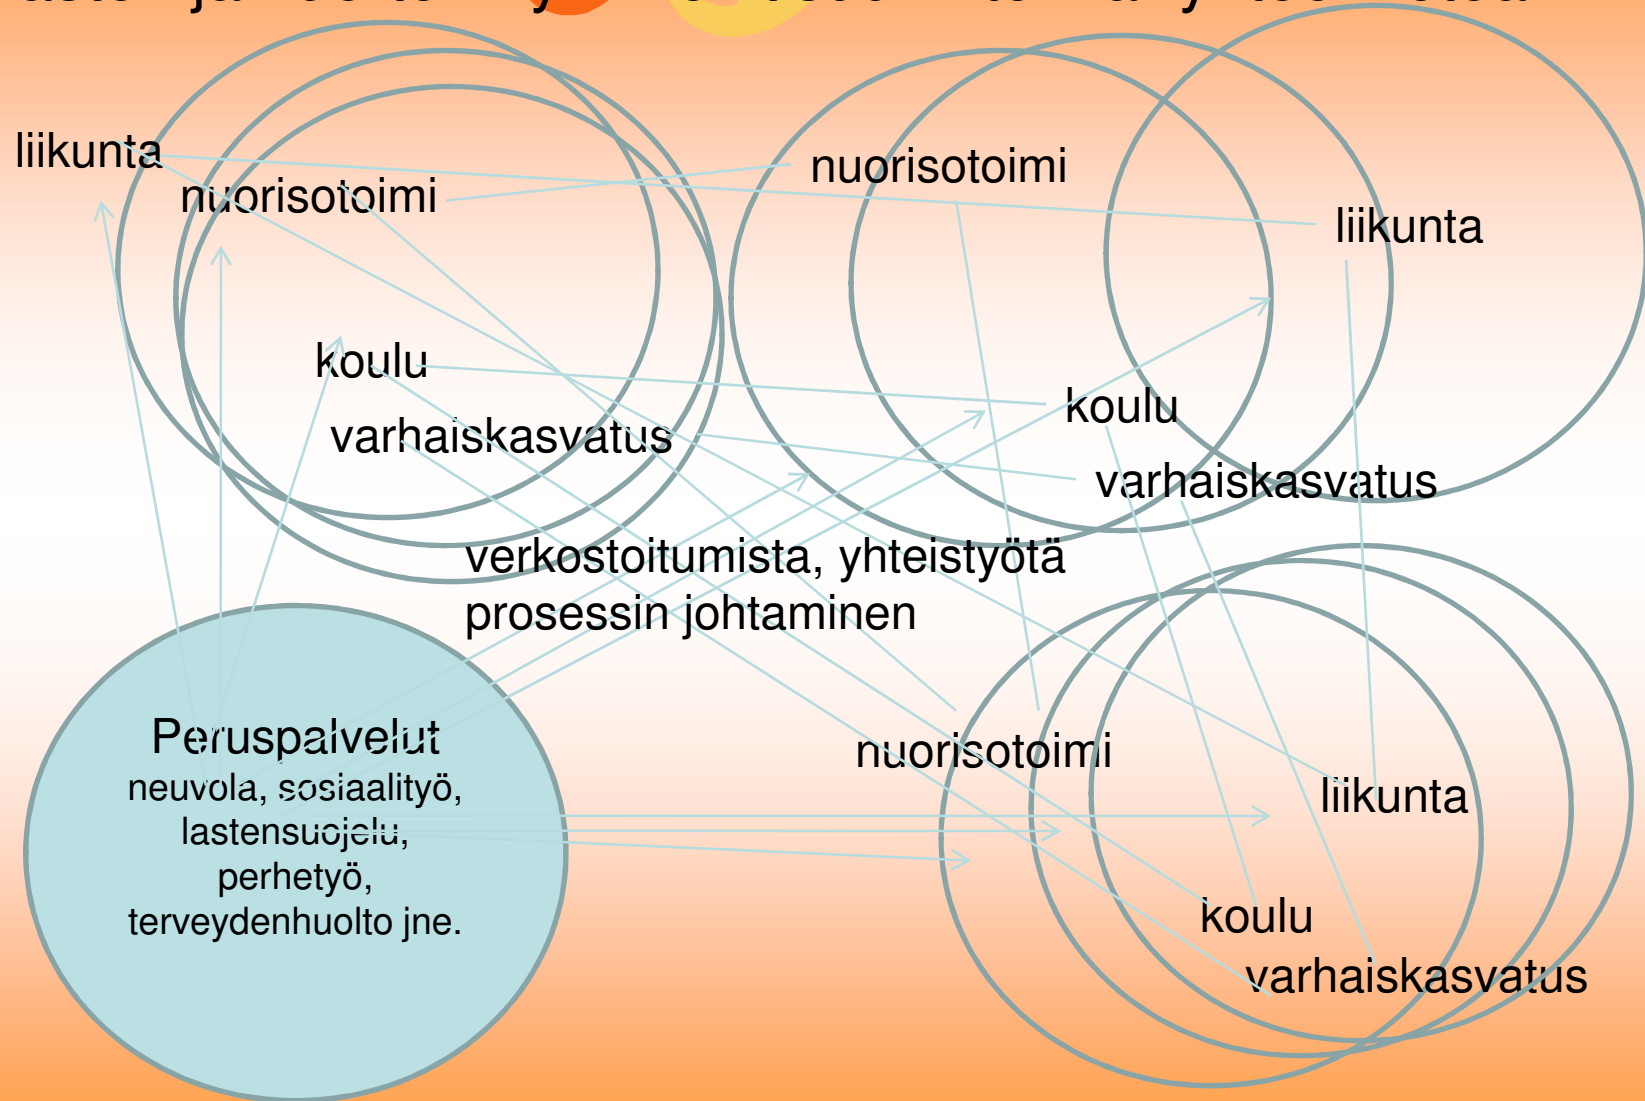 liikunta
nuorisotoimi
koulu
varhaiskasvatus
nuorisotoimi
liikunta
koulu
varhaiskasvatus
verkostoitumista, yhteistyötä
prosessin johtaminen
Peruspalvelut
neuvola, sosiaalityö,
lastensuojelu,
perhetyö,
terveydenhuolto jne.
nuorisotoimi
liikunta
koulu
varhaiskasvatus